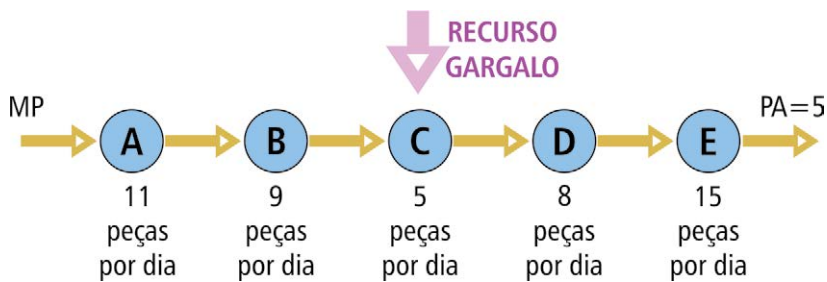 RECURSO
GARGALO
MP
PA=5
A
B
C
D
E
11
peças
por dia
9
peças
por dia
5
peças
por dia
8
peças
por dia
15
peças
por dia